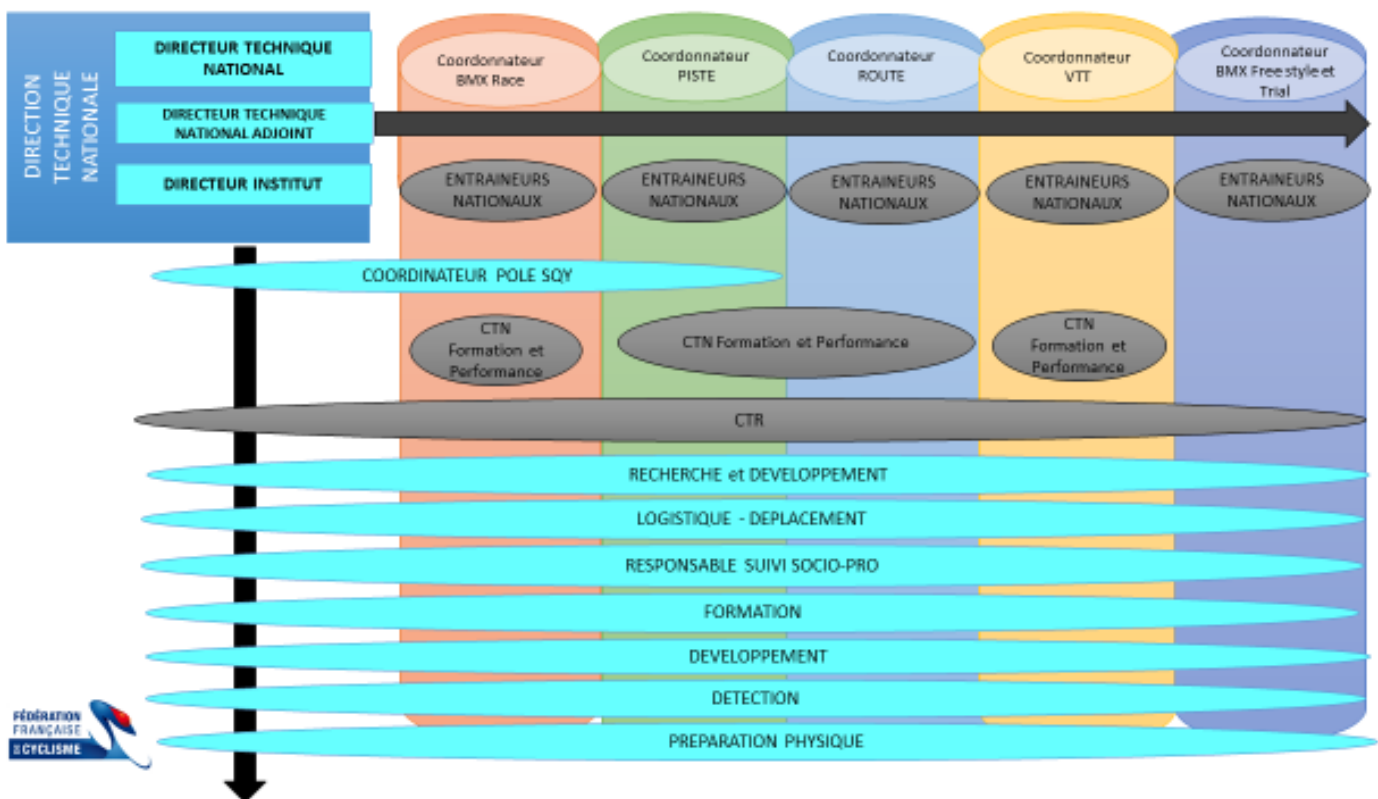 DIRECTION
TECHNIQUE
NATIONALE
DIRECTEUR TECHNIQUE
NATIONAL
DIRECTEUR TECHNIQUE
NATIONAL ADJOINT
DIRECTEUR INSTITUT
Coordonnateur
BMX Race
Coordonnateur
PISTE
Coordonnateur
ROUTE
Coordonnateur
VTT
Coordonnateur
BMX Free style et
Trial
ENTRAINEURS
NATIONAUX
ENTRAINEURS
NATIONAUX
ENTRAINEURS
NATIONAUX
ENTRAINEURS
NATIONAUX
ENTRAINEURS
NATIONAUX
COORDINATEUR POLE SQY
CTN
Formation et
Performance
CTN Formation et Performance
CTN
Formation et
Performance
CTR
RECHERCHE et DEVELOPPEMENT
LOGISTIQUE - DEPLACEMENT
RESPONSABLE SUIVI SOCIO-PRO
FORMATION
DEVELOPPEMENT
DETECTION
PREPARATION PHYSIQUE
FÉDÉRATION
FRANÇAISE
DE CYCLISME